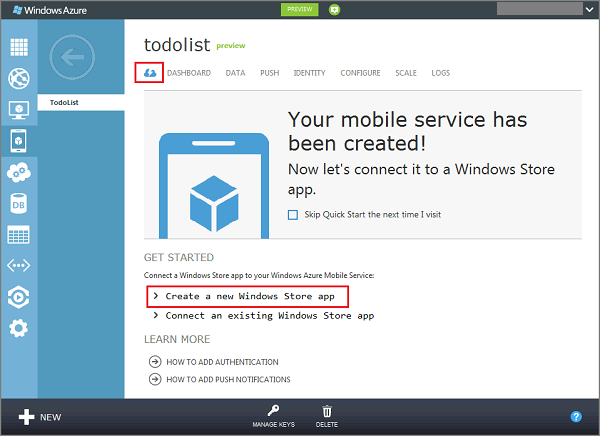 Windows Azure
PREVIEW
todolist preview
DASHBOARD DATA PUSH IDENTITY CONFIGURE SCALE LOGS
TodoList
Your mobile service has
been created!
Now let's connect it to a Windows Store
app.
Skip Quick Start the next time I visit
GET STARTED
Connect a Windows Store app to your Windows Azure Mobile Service:
Create a new Windows Store app
Connect an existing Windows Store app
LEARN MORE
HOW TO ADD AUTHENTICATION
HOW TO ADD PUSH NOTIFICATIONS
DB
NEW
MANAGE KEYS
DELETE
?